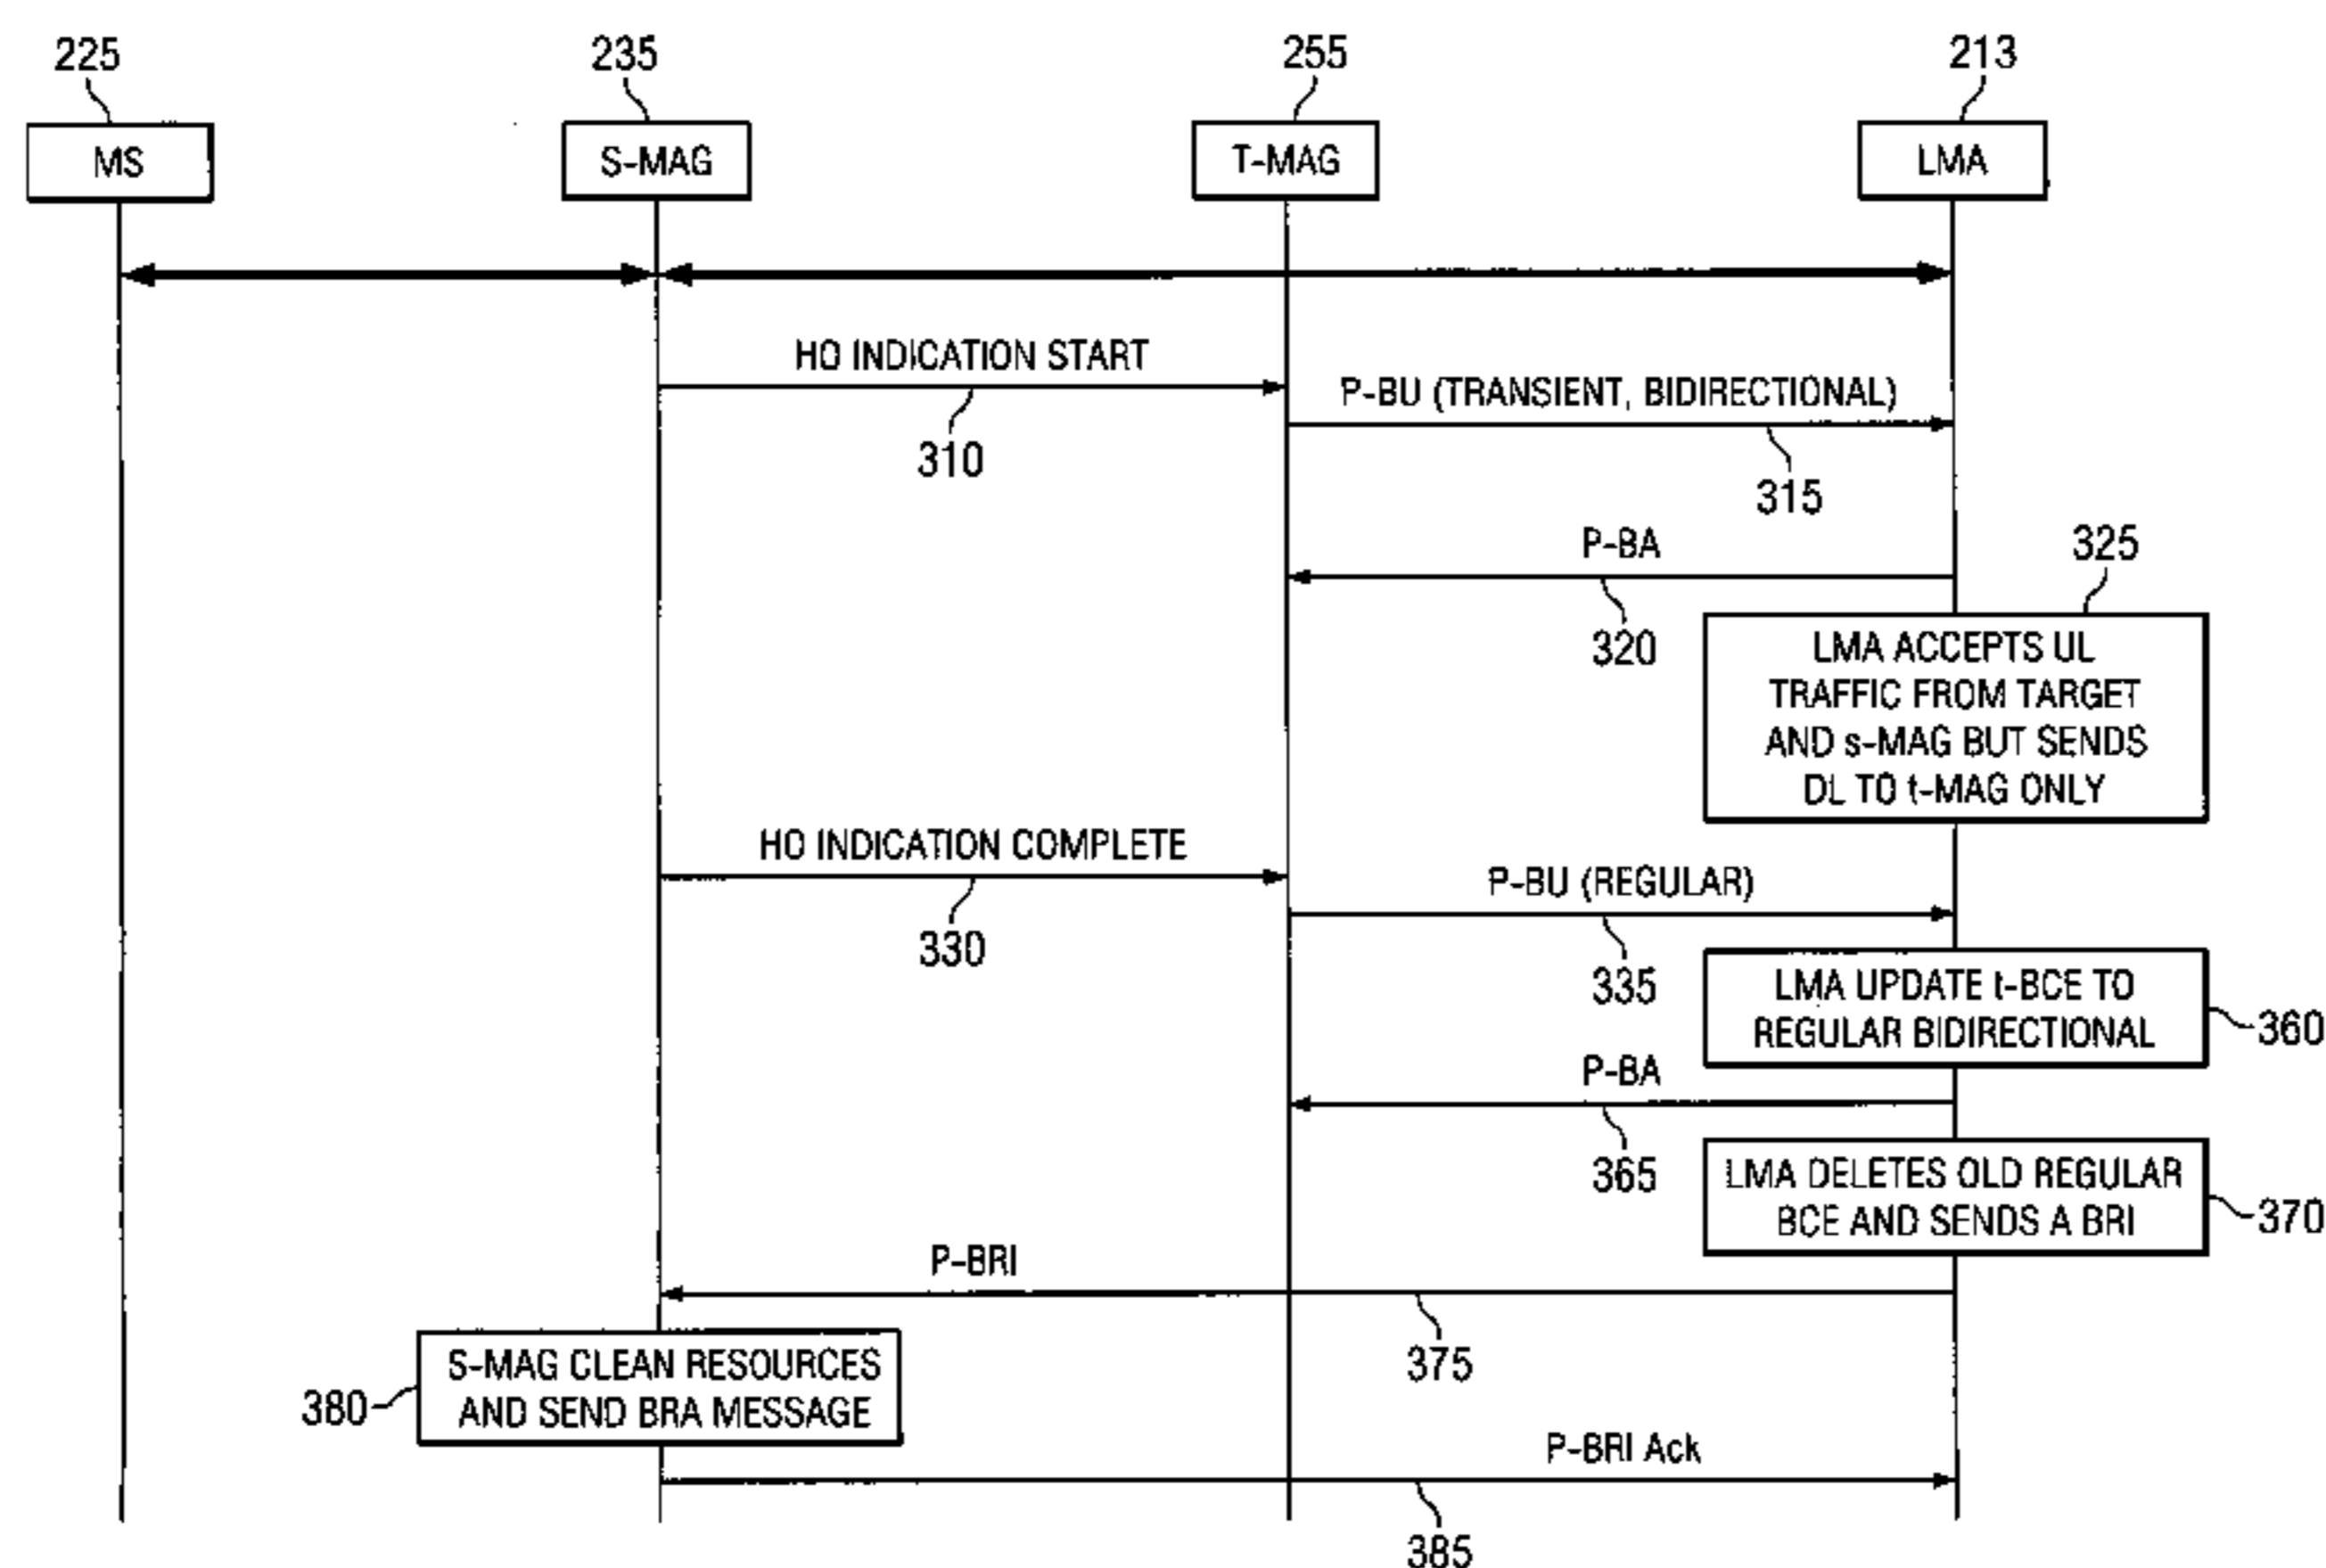 225
235
255
213
MS
S-MAG
T-MAG
LMA
HO INDICATION START
310
P-BU (TRANSIENT, BIDIRECTIONAL)
315
P-BA
320
325
LMA ACCEPTS UL
TRAFFIC FROM TARGET
AND s-MAG BUT SENDS
DL TO t-MAG ONLY
HO INDICATION COMPLETE
330
P-BU (REGULAR)
335
LMA UPDATE t-BCE TO
REGULAR BIDIRECTIONAL
360
P-BA
365
LMA DELETES OLD REGULAR
BCE AND SENDS A BRI
370
P-BRI
375
S-MAG CLEAN RESOURCES
AND SEND BRA MESSAGE
380
P-BRI Ack
385